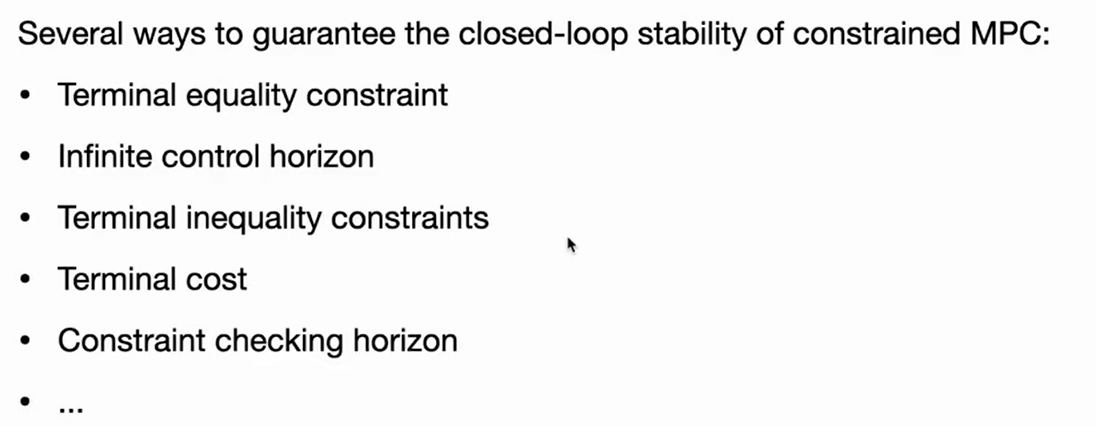 Several ways to guarantee the closed-loop stability of constrained MPC:
• Terminal equality constraint
• Infinite control horizon
• Terminal inequality constraints
• Terminal cost
• Constraint checking horizon
• ...